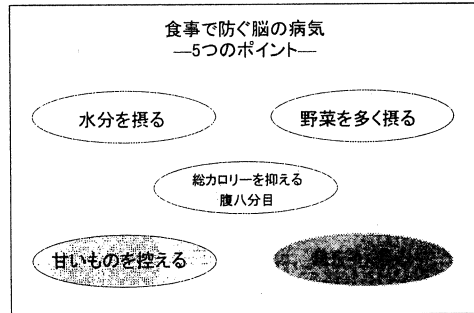 食事で防ぐ脳の病気
―5つのポイント―
水分を摂る
野菜を多く摂る
総カロリーを抑える
腹八分目
甘いものを控える